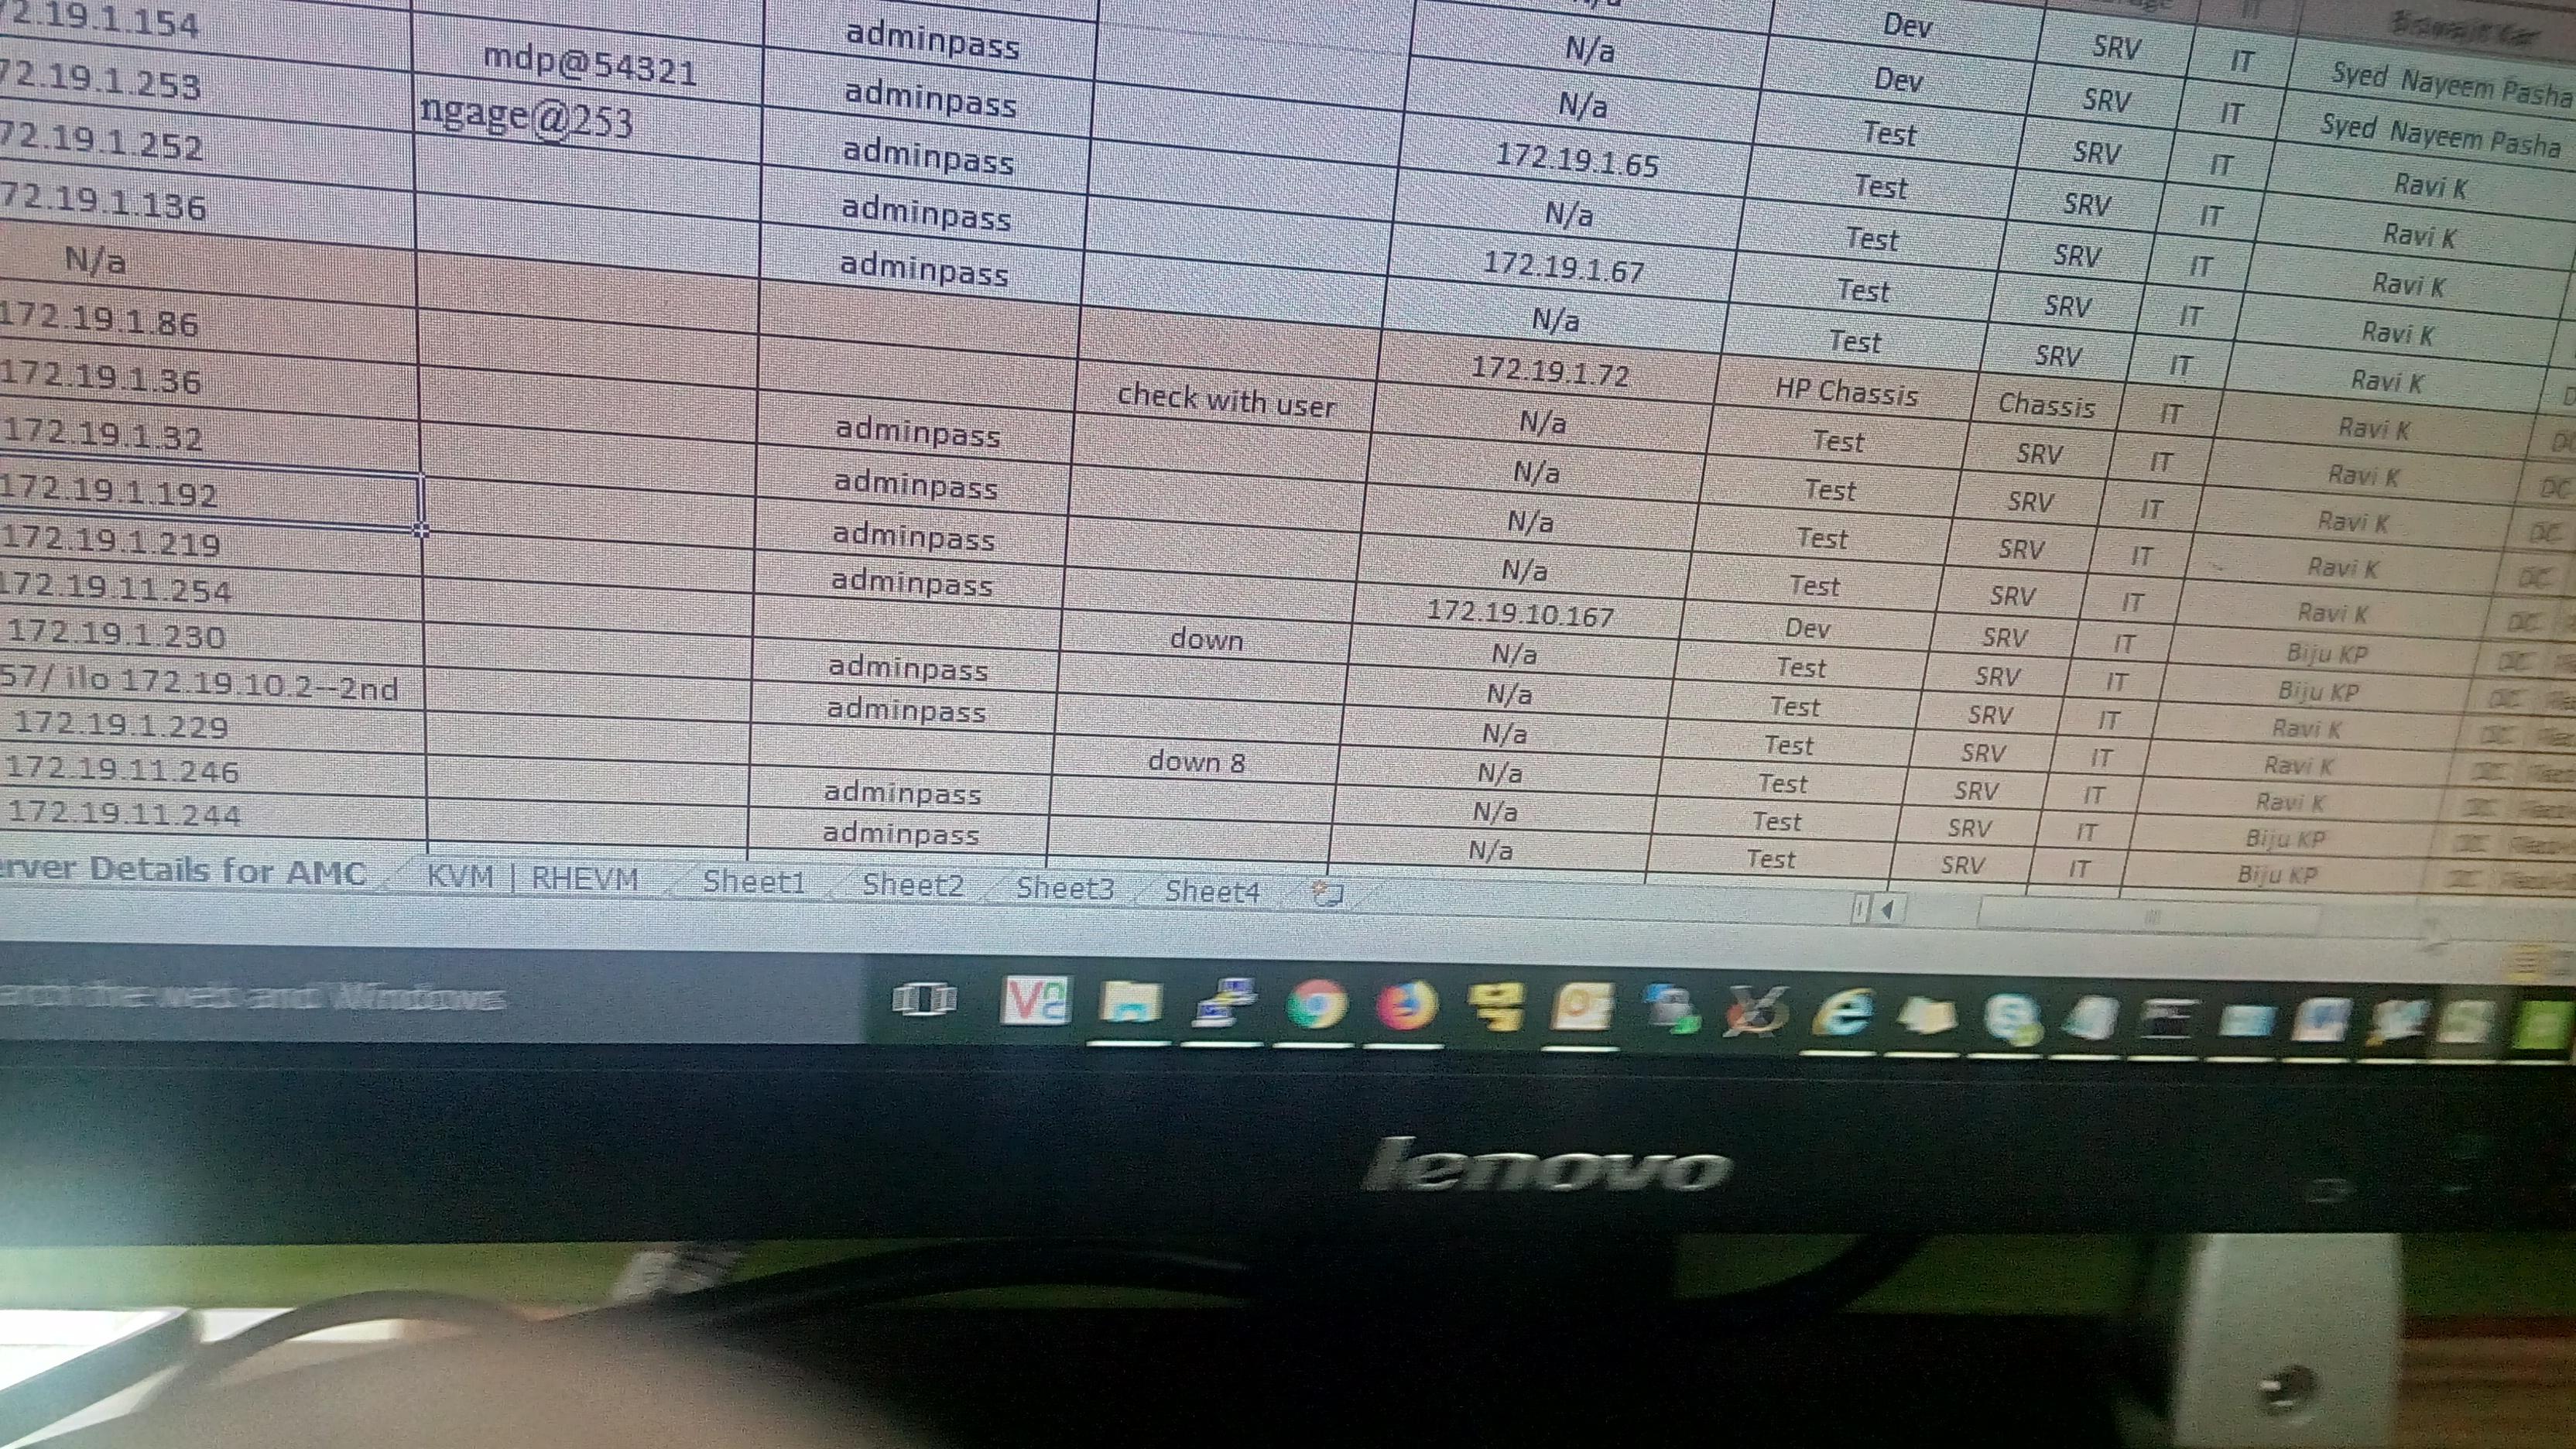 Dev SRV IT Syed Nayeem Pasha
N/a Dev SRV IT Syed Nayeem Pasha
adminpass N/a Test SRV IT Ravi K
2.19.1.154 mdp@54321 adminpass 172.19.1.65 Test SRV IT Ravi K
72.19.1.253 ngage@253 adminpass N/a Test SRV IT Ravi K
72.19.1.252 adminpass 172.19.1.67 Test SRV IT Ravi K
72.19.1.136 adminpass N/a Test SRV IT Ravi K
N/a 172.19.1.72 HP Chassis Chassis IT Ravi K
172.19.1.86 check with user N/a Test SRV IT Ravi K
172.19.1.36 adminpass N/a Test SRV IT Ravi K
172.19.1.32 adminpass N/a Test SRV IT Ravi K
172.19.1.192 adminpass N/a Test SRV IT Ravi K
172.19.1.219 adminpass 172.19.10.167 Dev SRV IT Biju KP
172.19.11.254 down N/a Test SRV IT Biju KP
172.19.1.230 adminpass N/a Test SRV IT Ravi K
57/ ilo 172.19.10.2--2nd adminpass N/a Test SRV IT Ravi K
172.19.1.229 down 8 N/a Test SRV IT Ravi K
172.19.11.246 adminpass N/a Test SRV IT Biju KP
172.19.11.244 adminpass N/a Test SRV IT Biju KP
rver Details for AMC KVM | RHEVM Sheet1 Sheet2 Sheet3 Sheet4
the web and Windows
lenovo